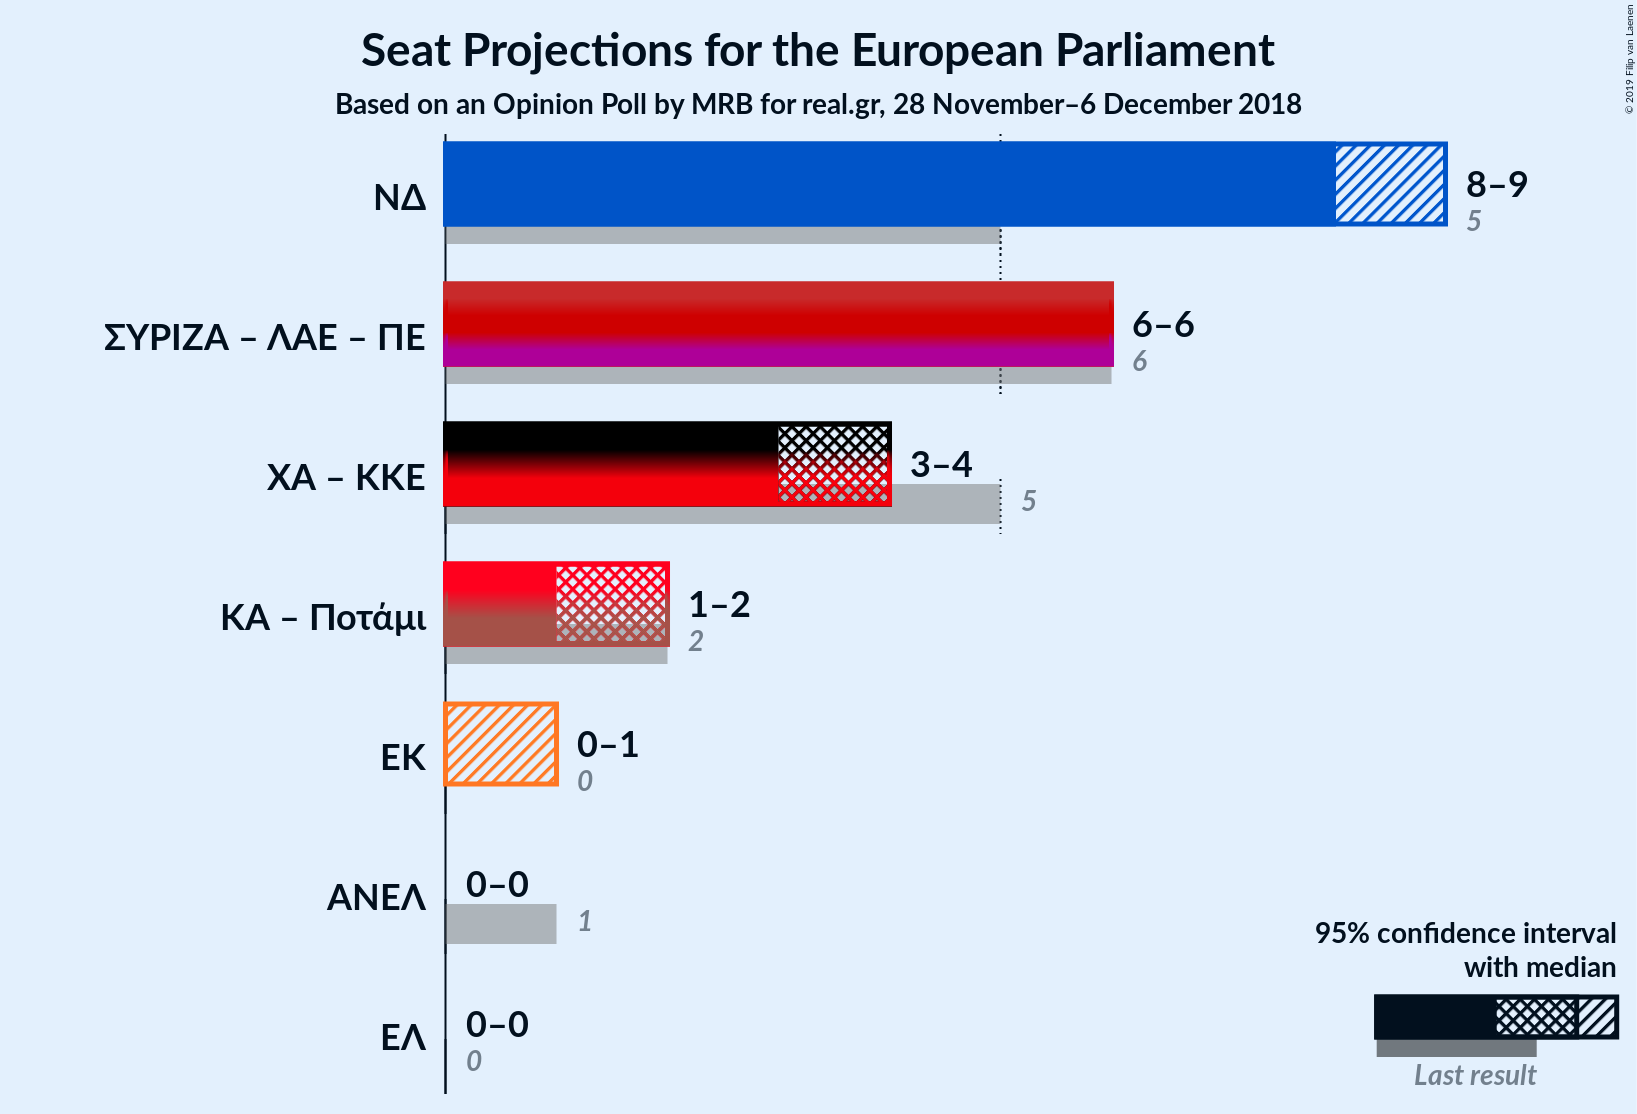 Seat Projections for the European Parliament
Based on an Opinion Poll by MRB for real.gr, 28 November–6 December 2018
© 2019 Filip van Laenen
ΝΔ
8–9
5
ΣΥΡΙΖΑ – ΛΑΕ – ΠΕ
6–6
6
ΧΑ – ΚΚΕ
3–4
5
ΚΑ – Ποτάμι
1–2
2
ΕΚ
0–1
0
ΑΝΕΛ
0–0
1
ΕΛ
0–0
0
95% confidence interval
with median
Last result